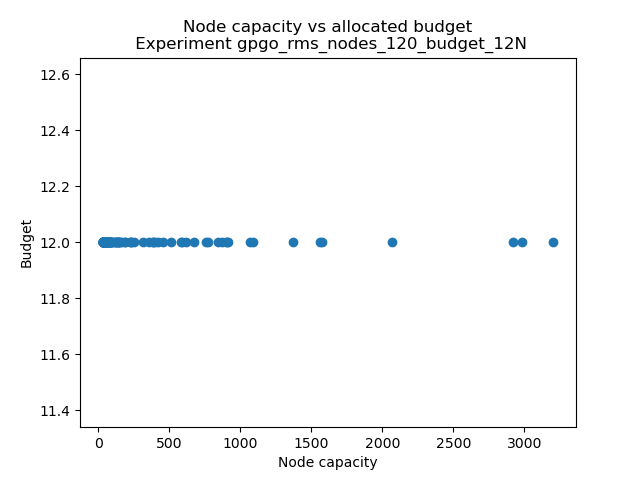 Node capacity vs allocated budget
Experiment gpgo_rms_nodes_120_budget_12N
12.6
12.4
12.2
12.0
11.8
11.6
11.4
Budget
0 500 1000 1500 2000 2500 3000
Node capacity